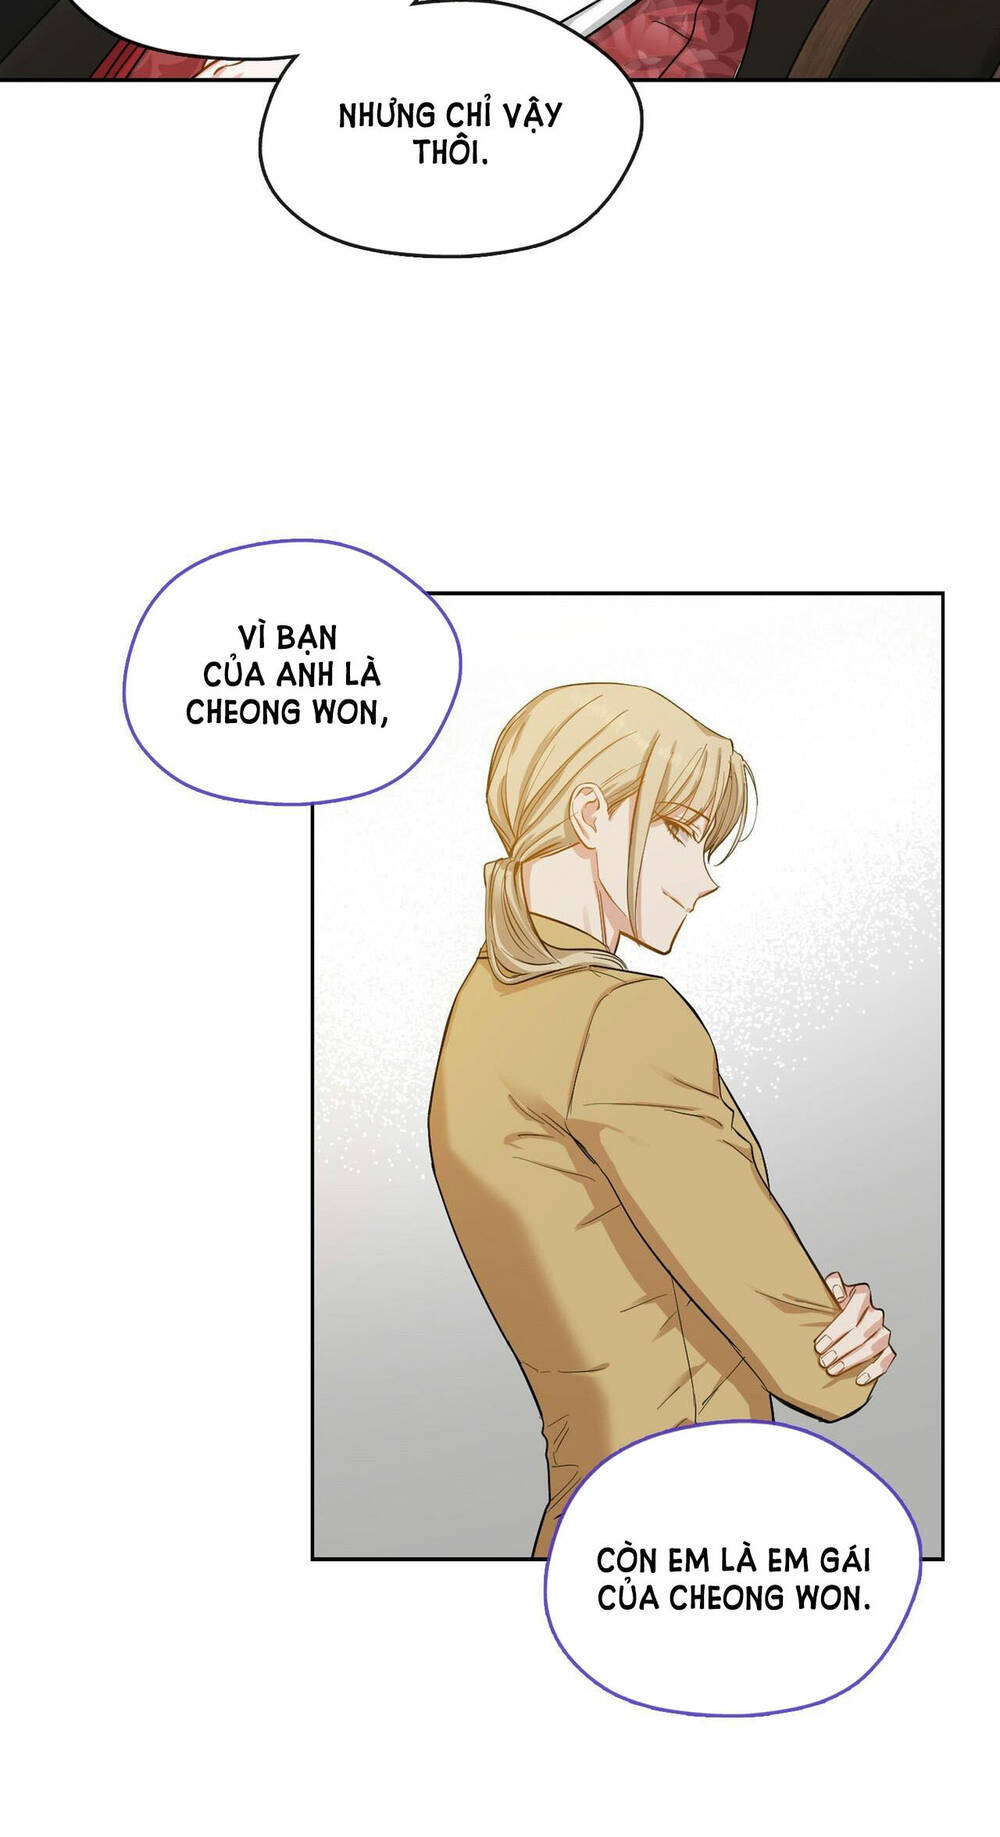 NHƯNG CHỈ VẬY
THÔI.
VÌ BẠN
CỦA ANH LÀ
CHEONG WON,
CÒN EM LÀ EM GÁI
CỦA CHEONG WON.